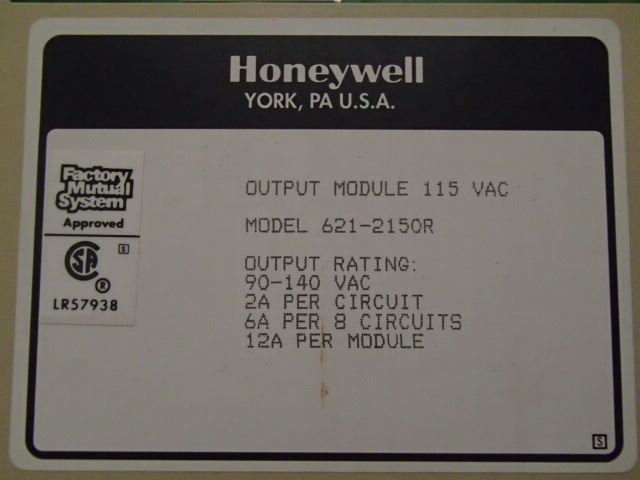 Honeywell
YORK, PA U.S.A.
Factory
Mutual
System
Approved
SA S
®
LR57938
OUTPUT MODULE 115 VAC
MODEL 621-2150R
OUTPUT RATING:
90-140 VAC
2A PER CIRCUIT
6A PER 8 CIRCUITS
12A PER MODULE
S